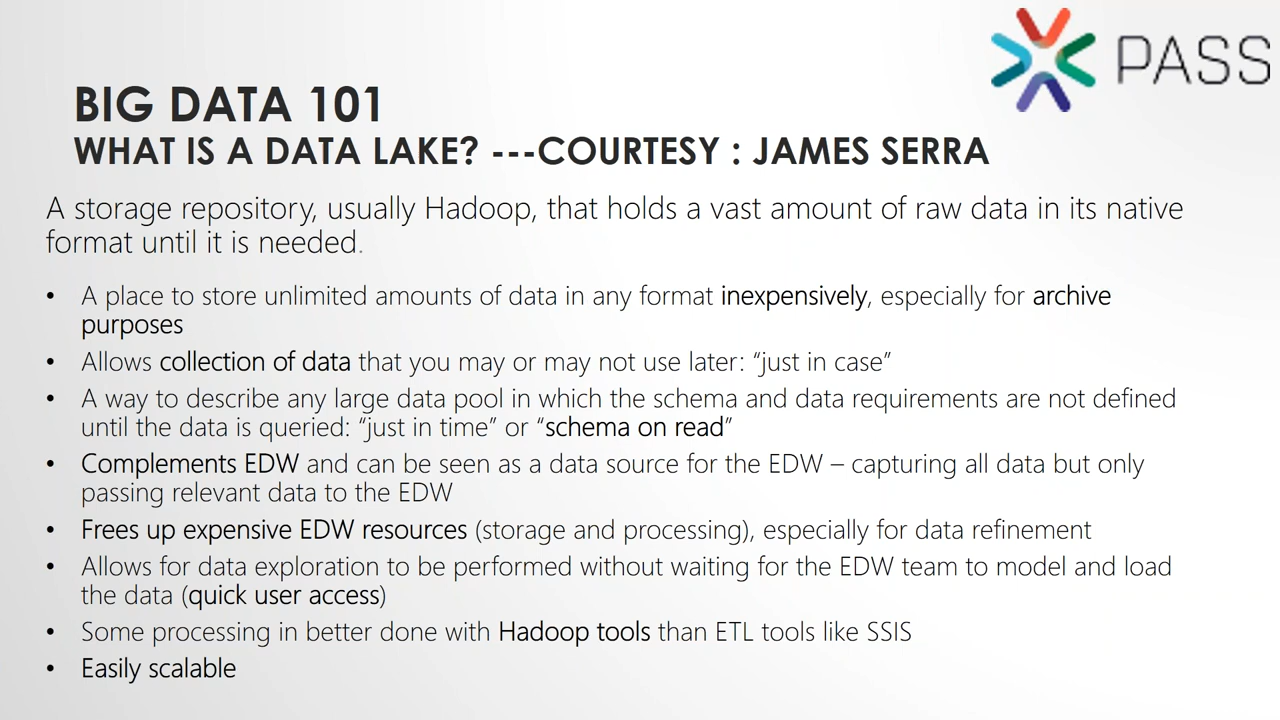 PASS
BIG DATA 101
WHAT IS A DATA LAKE? ---COURTESY : JAMES SERRA
A storage repository, usually Hadoop, that holds a vast amount of raw data in its native
format until it is needed.
• A place to store unlimited amounts of data in any format inexpensively, especially for archive
purposes
• Allows collection of data that you may or may not use later: “just in case”
• A way to describe any large data pool in which the schema and data requirements are not defined
until the data is queried: “just in time” or “schema on read”
• Complements EDW and can be seen as a data source for the EDW – capturing all data but only
passing relevant data to the EDW
• Frees up expensive EDW resources (storage and processing), especially for data refinement
• Allows for data exploration to be performed without waiting for the EDW team to model and load
the data (quick user access)
• Some processing in better done with Hadoop tools than ETL tools like SSIS
• Easily scalable